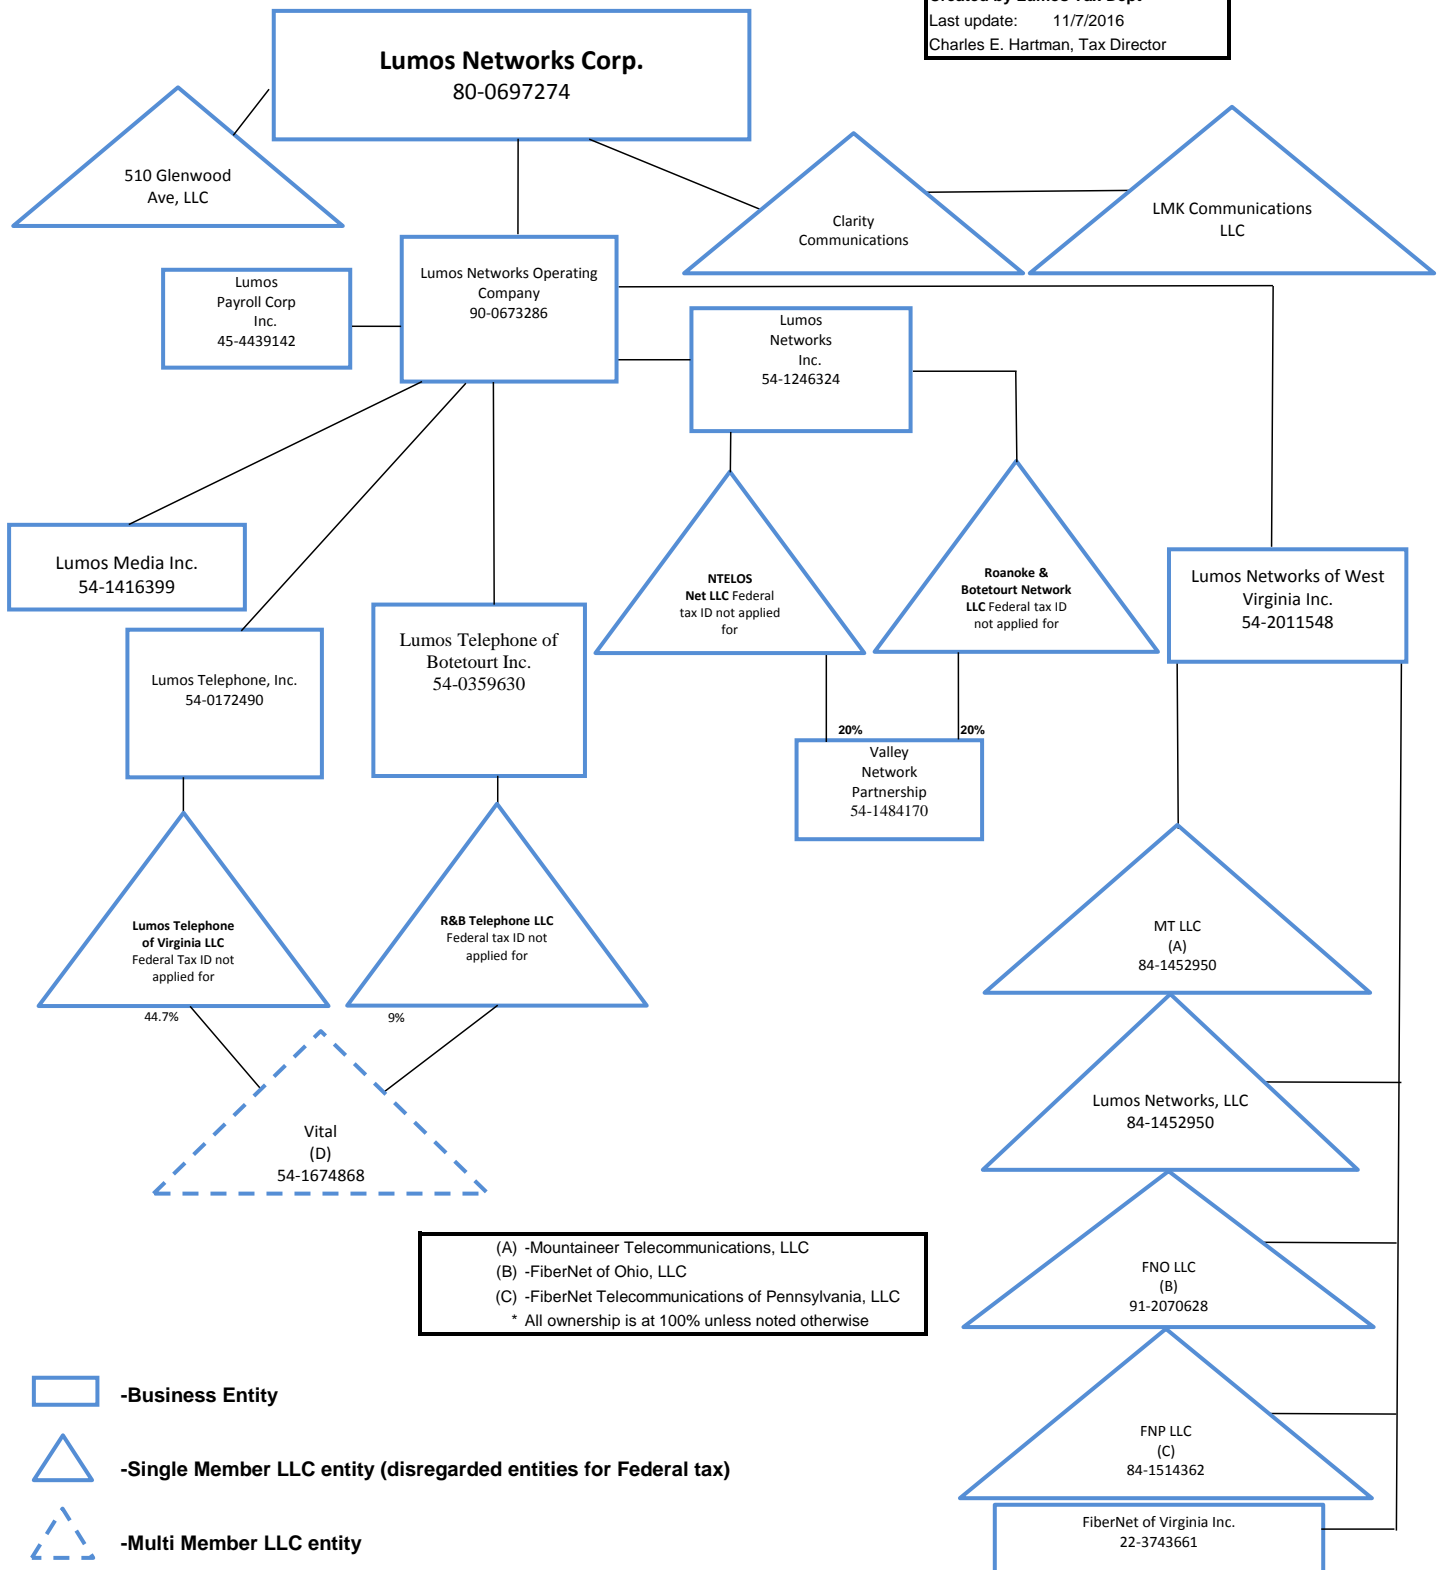 Created by Lumos Tax Dept
Last update: 11/7/2016
Charles E. Hartman, Tax Director
Lumos Networks Corp.
80-0697274
510 Glenwood
Ave, LLC
Clarity
Communications
LMK Communications
LLC
Lumos Networks Operating
Company
90-0673286
Lumos
Payroll Corp
Inc.
45-4439142
Lumos
Networks
Inc.
54-1246324
Lumos Media Inc.
54-1416399
Lumos Telephone, Inc.
54-0172490
Lumos Telephone of
Botetourt Inc.
54-0359630
NTELOS
Net LLC Federal
tax ID not applied
for
Roanoke &
Botetourt Network
LLC Federal tax ID
not applied for
Lumos Networks of West
Virginia Inc.
54-2011548
20%
20%
Valley
Network
Partnership
54-1484170
Lumos Telephone
of Virginia LLC
Federal Tax ID not
applied for
R&B Telephone LLC
Federal tax ID not
applied for
44.7%
9%
Vital
(D)
54-1674868
MT LLC
(A)
84-1452950
Lumos Networks, LLC
84-1452950
FNO LLC
(B)
91-2070628
FNP LLC
(C)
84-1514362
FiberNet of Virginia Inc.
22-3743661
(A) -Mountaineer Telecommunications, LLC
(B) -FiberNet of Ohio, LLC
(C) -FiberNet Telecommunications of Pennsylvania, LLC
* All ownership is at 100% unless noted otherwise
-Business Entity
-Single Member LLC entity (disregarded entities for Federal tax)
-Multi Member LLC entity